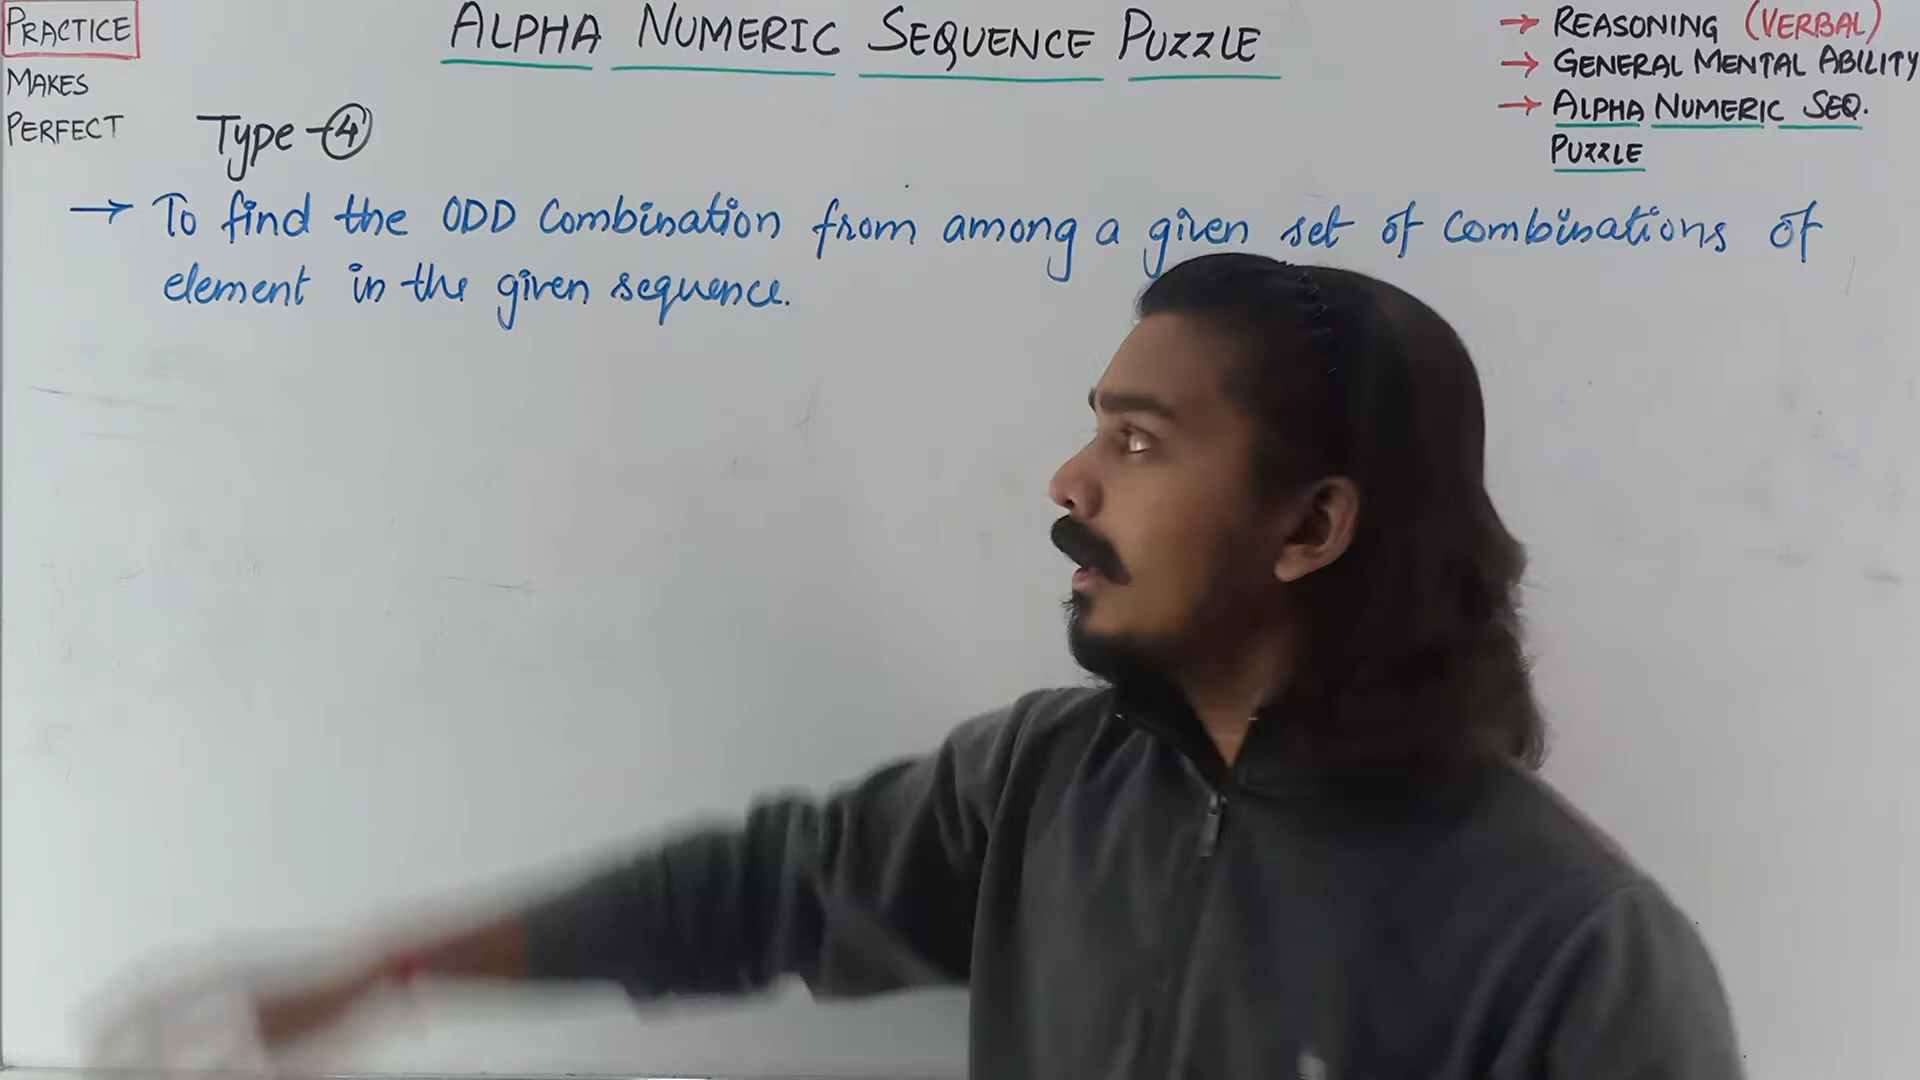 PRACTICE
MAKES
PERFECT
ALPHA NUMERIC SEQUENCE PUZZLE
→ REASONING (VERBAL)
→ GENERAL MENTAL ABILITY
→ ALPHA NUMERIC SEQ.
PUZZLE
Type - 4
→ To find the ODD Combination from among a given set of combinations of
element in the given sequence.